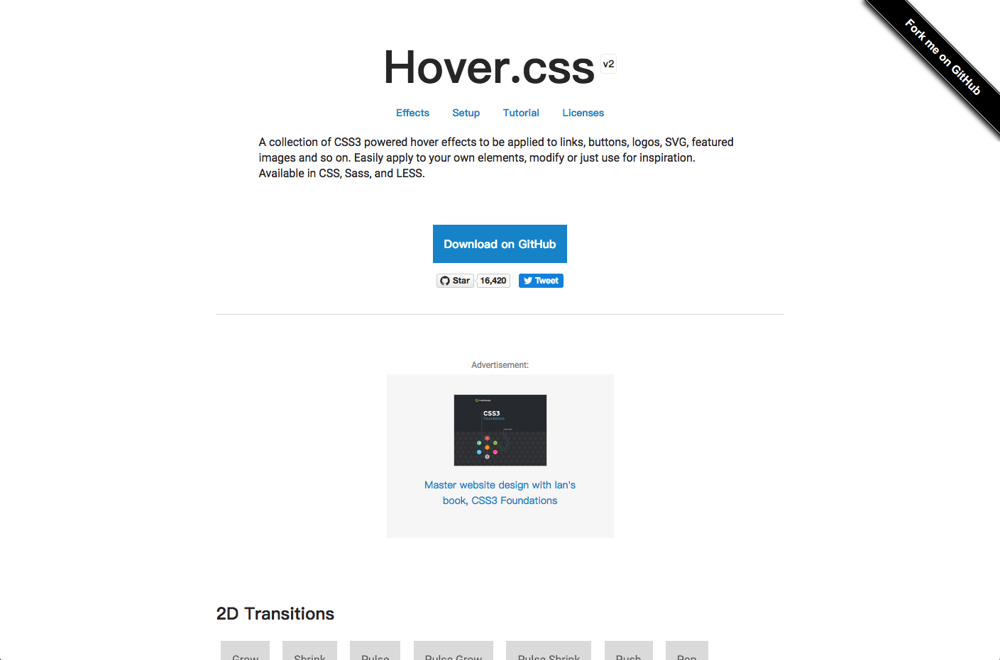 Fork me on GitHub
Hover.css v2
Effects Setup Tutorial Licenses
A collection of CSS3 powered hover effects to be applied to links, buttons, logos, SVG, featured
images and so on. Easily apply to your own elements, modify or just use for inspiration.
Available in CSS, Sass, and LESS.
Download on GitHub
Star 16,420 Tweet
Advertisement:
treehouse
CSS3
Foundations
Master website design with Ian's
book, CSS3 Foundations
2D Transitions
Grow Shrink Pulse Pulse Grow Pulse Shrink Push Pop